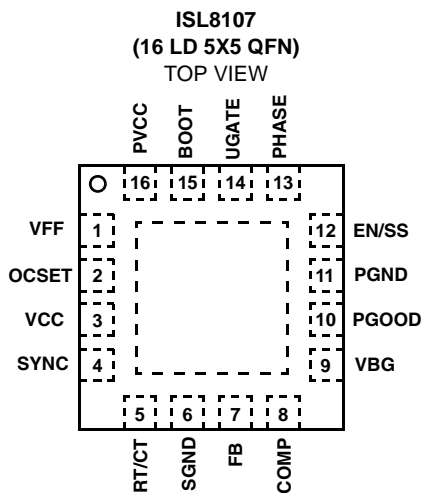 ISL8107
(16 LD 5X5 QFN)
TOP VIEW
PVCC
BOOT
UGATE
PHASE
16
15
14
13
VFF
1
12
EN/SS
OCSET
2
11
PGND
VCC
3
10
PGOOD
SYNC
4
9
VBG
5
6
7
8
RT/CT
SGND
FB
COMP